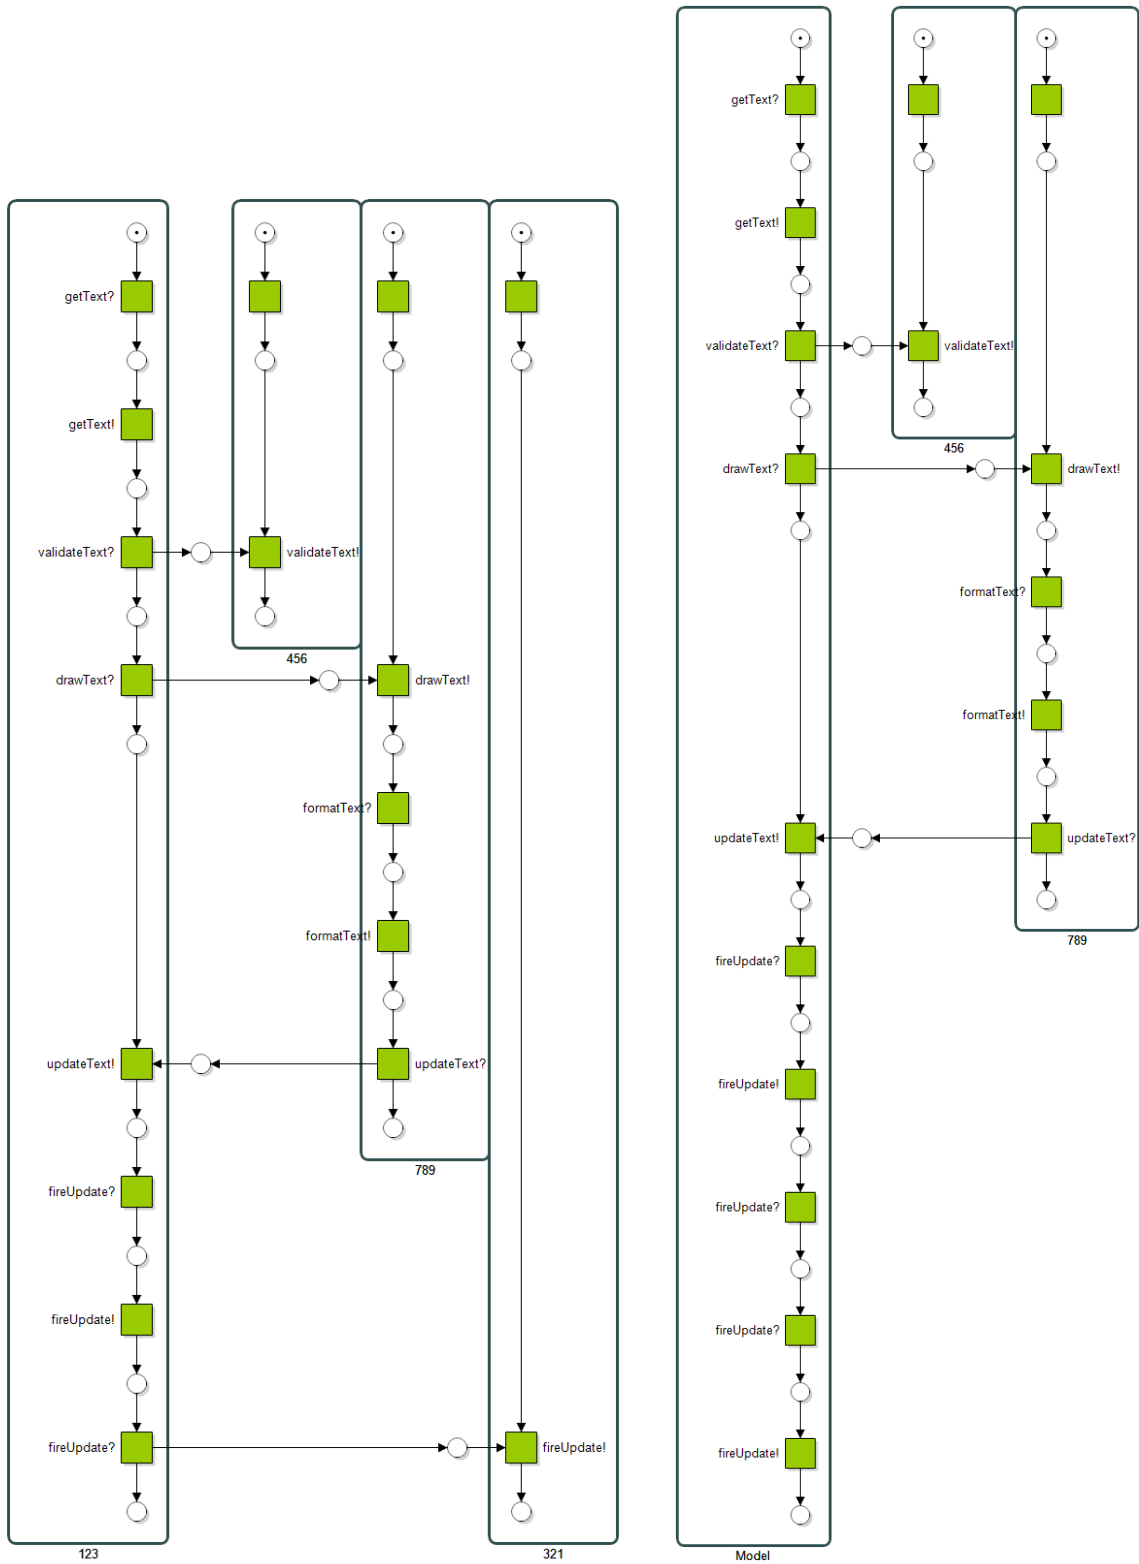 getText?
getText!
validateText?
validateText!
456
drawText?
drawText!
formatText?
formatText!
updateText!
updateText?
789
fireUpdate?
fireUpdate!
fireUpdate?
fireUpdate!
123
321
getText?
getText!
validateText?
validateText!
456
drawText?
drawText!
formatText?
formatText!
updateText!
updateText?
789
fireUpdate?
fireUpdate!
fireUpdate?
fireUpdate?
fireUpdate!
Model